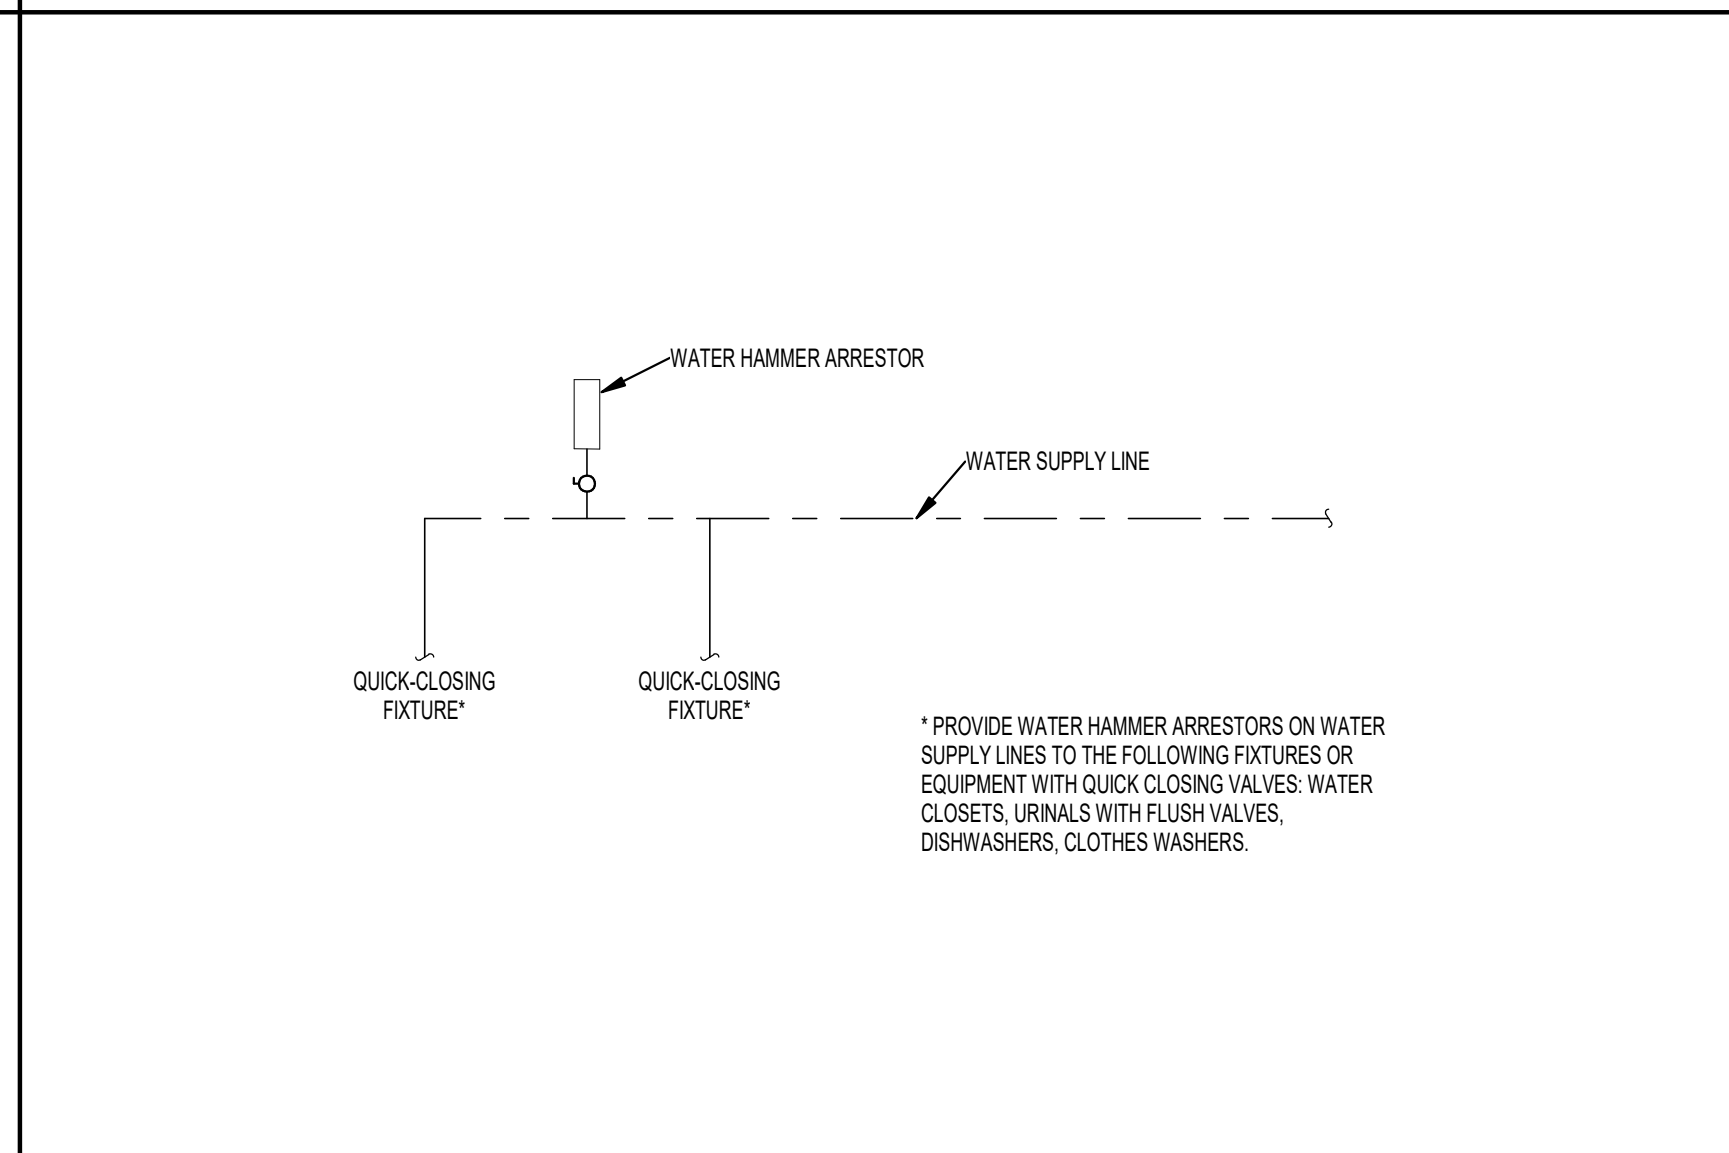 WATER HAMMER ARRESTOR
WATER SUPPLY LINE
QUICK-CLOSING
FIXTURE*
QUICK-CLOSING
FIXTURE*
* PROVIDE WATER HAMMER ARRESTORS ON WATER
SUPPLY LINES TO THE FOLLOWING FIXTURES OR
EQUIPMENT WITH QUICK CLOSING VALVES: WATER
CLOSETS, URINALS WITH FLUSH VALVES,
DISHWASHERS, CLOTHES WASHERS.